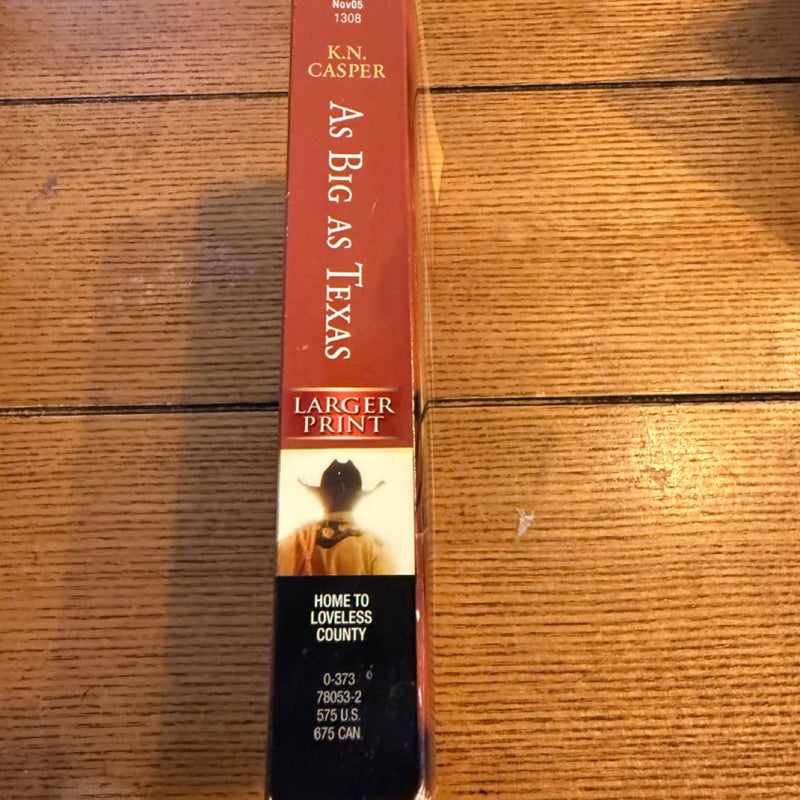 Nov05
1308
K.N.
CASPER
AS BIG AS TEXAS
LARGER
PRINT
HOME TO
LOVELESS
COUNTY
0-373
78053-2
575 U.S.
675 CAN.